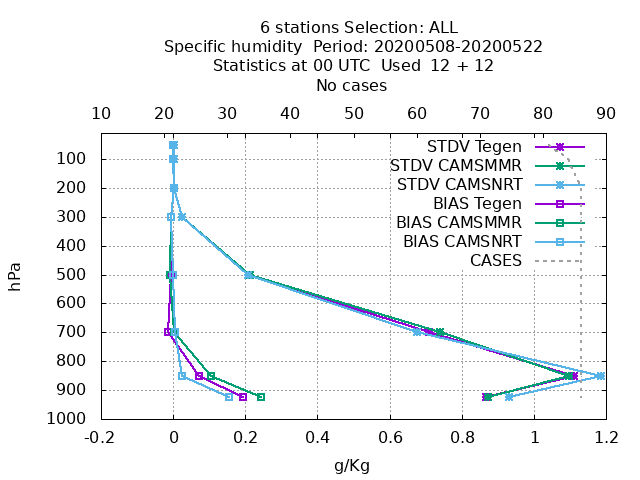 6 stations Selection: ALL
Specific humidity  Period: 20200508-20200522
Statistics at 00 UTC  Used  12 + 12
No cases
10 20 30 40 50 60 70 80 90
STDV Tegen
STDV CAMSMMR
STDV CAMSNRT
BIAS Tegen
BIAS CAMSMMR
BIAS CAMSNRT
CASES
hPa
100
200
300
400
500
600
700
800
900
1000
-0.2 0 0.2 0.4 0.6 0.8 1 1.2
g/Kg